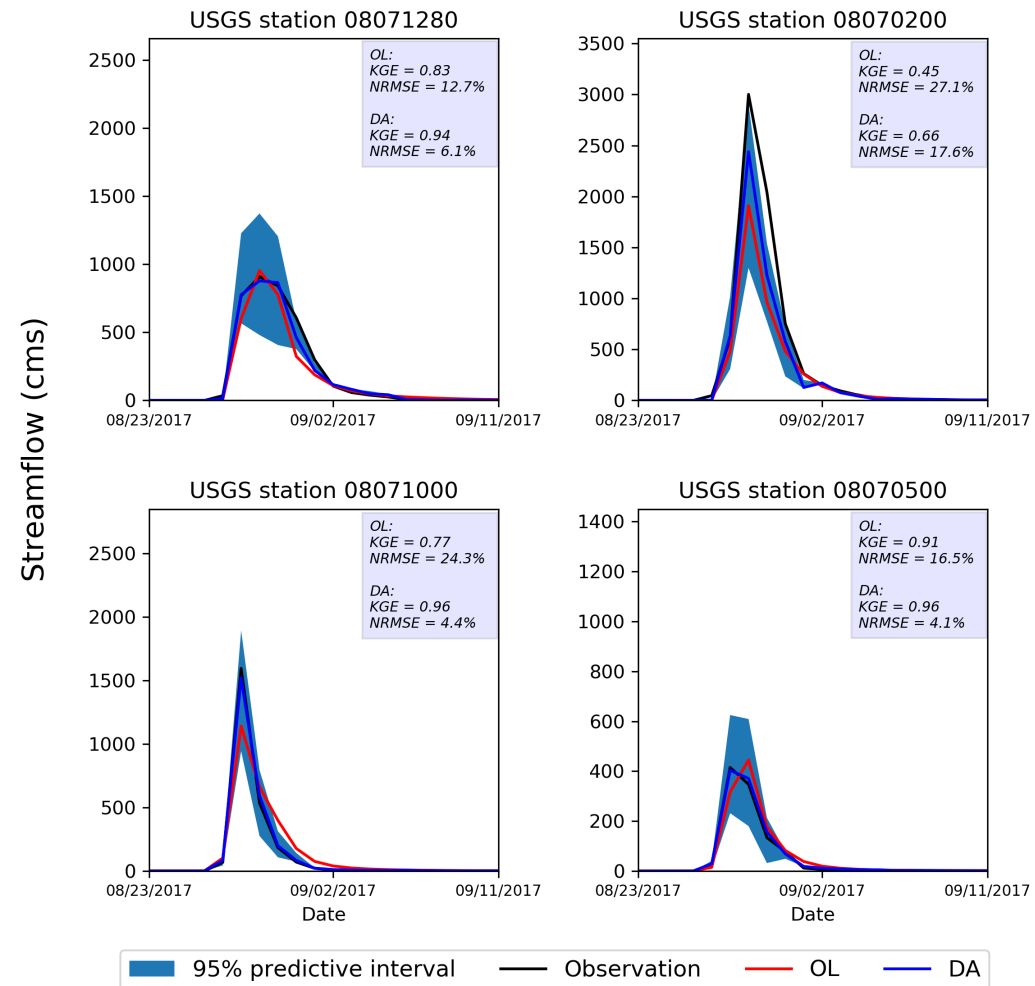 USGS station 08071280
2500
2000
1500
1000
500
0
08/23/2017
09/02/2017
09/11/2017
OL:
KGE = 0.83
NRMSE = 12.7%
DA:
KGE = 0.94
NRMSE = 6.1%
USGS station 08070200
3500
3000
2500
2000
1500
1000
500
0
08/23/2017
09/02/2017
09/11/2017
OL:
KGE = 0.45
NRMSE = 27.1%
DA:
KGE = 0.66
NRMSE = 17.6%
Streamflow (cms)
USGS station 08071000
2500
2000
1500
1000
500
0
08/23/2017
09/02/2017
09/11/2017
Date
OL:
KGE = 0.77
NRMSE = 24.3%
DA:
KGE = 0.96
NRMSE = 4.4%
USGS station 08070500
1400
1200
1000
800
600
400
200
0
08/23/2017
09/02/2017
09/11/2017
Date
OL:
KGE = 0.91
NRMSE = 16.5%
DA:
KGE = 0.96
NRMSE = 4.1%
95% predictive interval
Observation
OL
DA